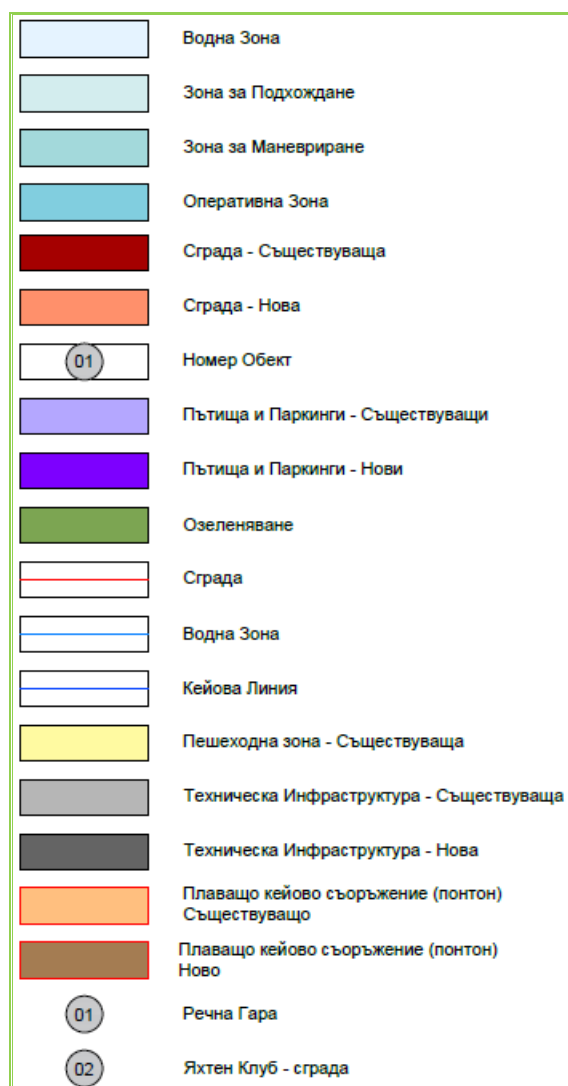 Водна Зона
Зона за Подхождане
Зона за Маневриране
Оперативна Зона
Сграда - Съществуваща
Сграда - Нова
01 Номер Обект
Пътища и Паркинги - Съществуващи
Пътища и Паркинги - Нови
Озеленяване
Сграда
Водна Зона
Кейова Линия
Пешеходна зона - Съществуваща
Техническа Инфраструктура - Съществуваща
Техническа Инфраструктура - Нова
Плаващо кейово съоръжение (понтон)
Съществуващо
Плаващо кейово съоръжение (понтон)
Ново
01 Речна Гара
02 Яхтен Клуб - сграда